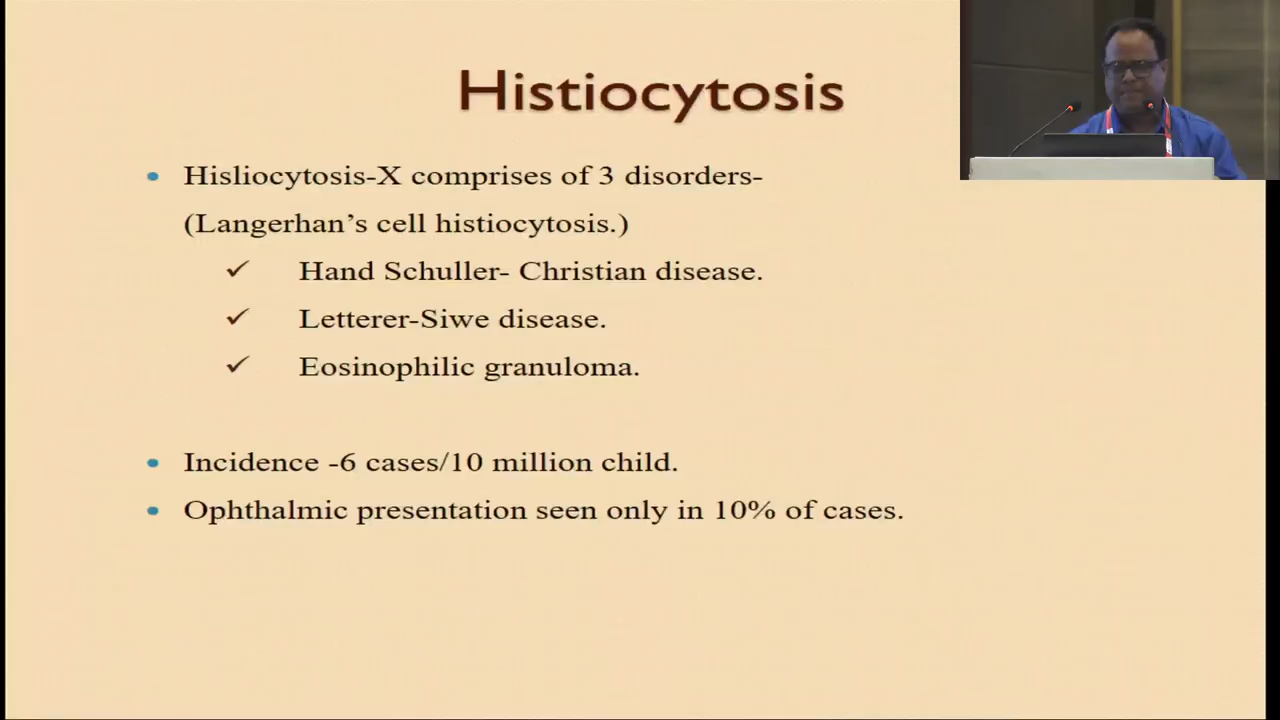 Histiocytosis
Hisliocytosis-X comprises of 3 disorders-
(Langerhan’s cell histiocytosis.)
Hand Schuller- Christian disease.
Letterer-Siwe disease.
Eosinophilic granuloma.
Incidence -6 cases/10 million child.
Ophthalmic presentation seen only in 10% of cases.